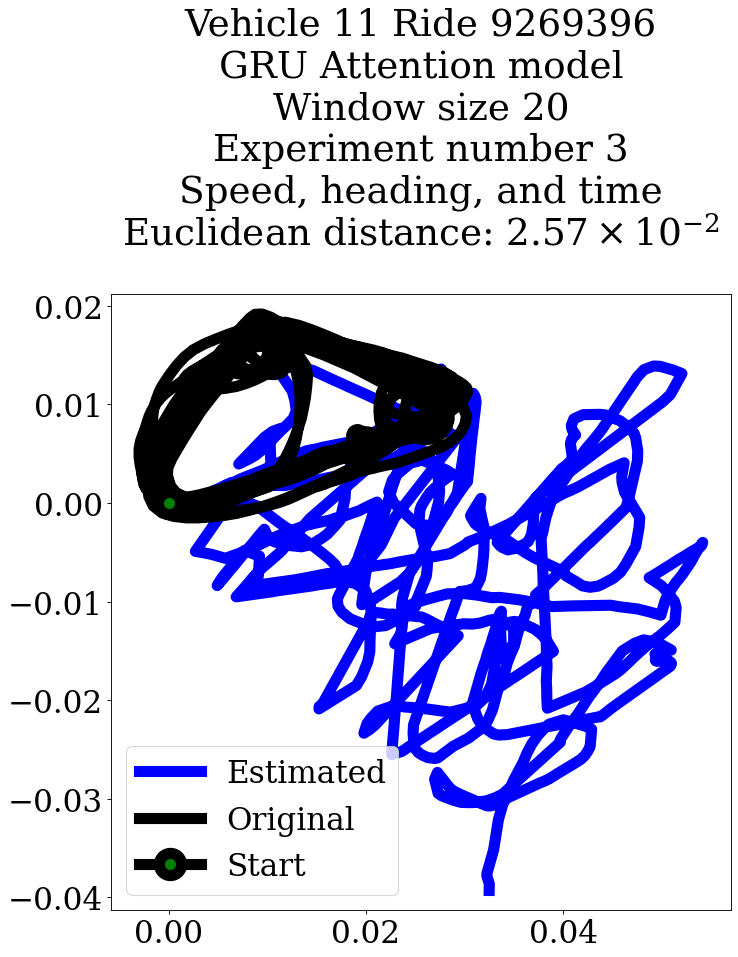 Vehicle 11 Ride 9269396
GRU Attention model
Window size 20
Experiment number 3
Speed, heading, and time
Euclidean distance: 2.57 × 10⁻²
0.02
0.01
0.00
−0.01
−0.02
−0.03
−0.04
Estimated
Original
Start
0.00 0.02 0.04